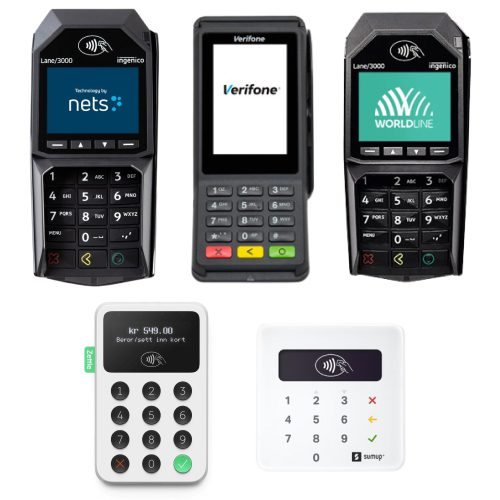 Lane/3000
ingenico
Technology by
nets
1
2 ABC
3 DEF
4 GHI
5 JKL
6 MNO
7 PQRS
8 TUV
9 WXYZ
MENU
0
Verifone
Verifone
1 QZ.
2 ABC
3 DEF
4 GHI
5 JKL
6 MNO
7 PRS
8 TUV
9 WXY
0
#
Lane/3000
ingenico
WORLDLINE
1
2 ABC
3 DEF
4 GHI
5 JKL
6 MNO
7 PQRS
8 TUV
9 WXYZ
MENU
0
kr 549.00
Berør/sett inn kort
Zettle
1 2 3
4 5 6
7 8 9
0
1 2 3
4 5 6
7 8 9
0
sumup